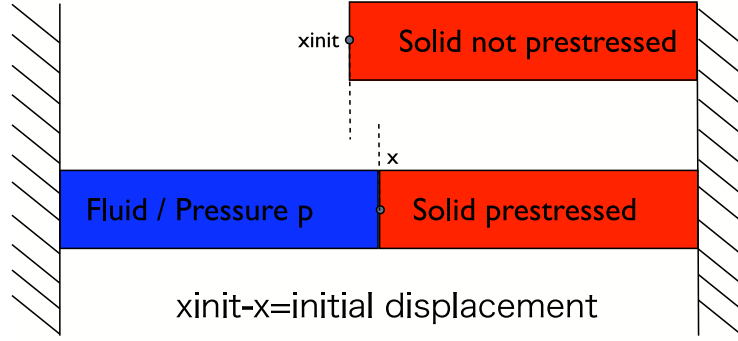 xinit
Solid not prestressed
x
Fluid / Pressure p
Solid prestressed
xinit-x=initial displacement